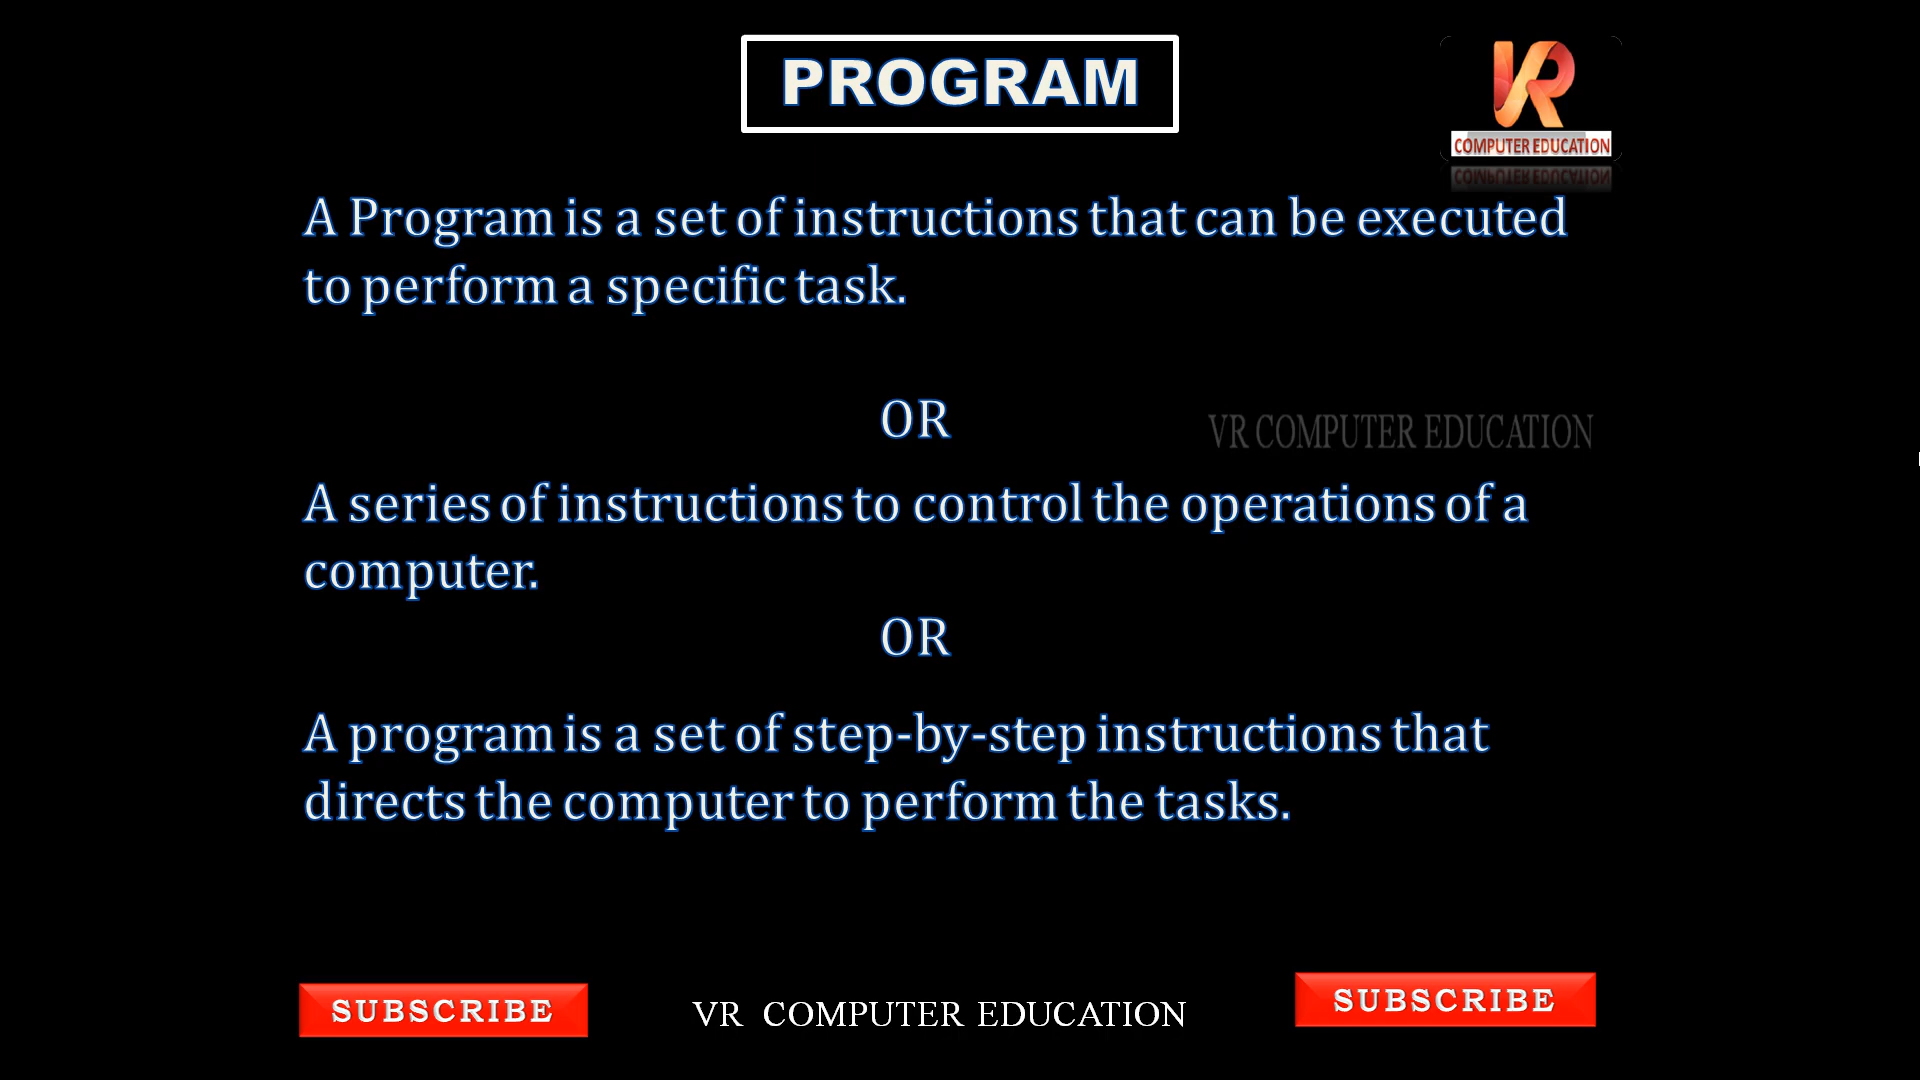 PROGRAM
VR
COMPUTER EDUCATION
A Program is a set of instructions that can be executed
to perform a specific task.
OR
VR COMPUTER EDUCATION
A series of instructions to control the operations of a
computer.
OR
A program is a set of step-by-step instructions that
directs the computer to perform the tasks.
SUBSCRIBE
VR COMPUTER EDUCATION
SUBSCRIBE